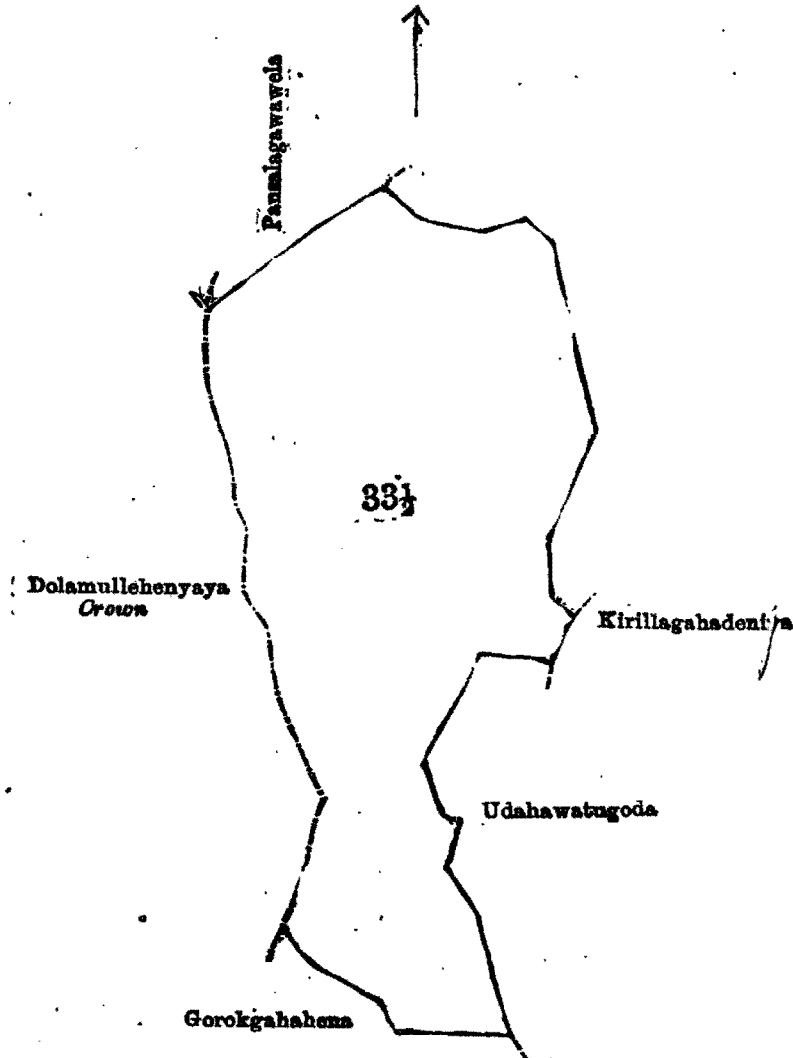 Pansalagawawela
33½
Dolamullehenyaya
Crown
Kirillagahadeniya
Udahawatugoda
Gorokgahahena